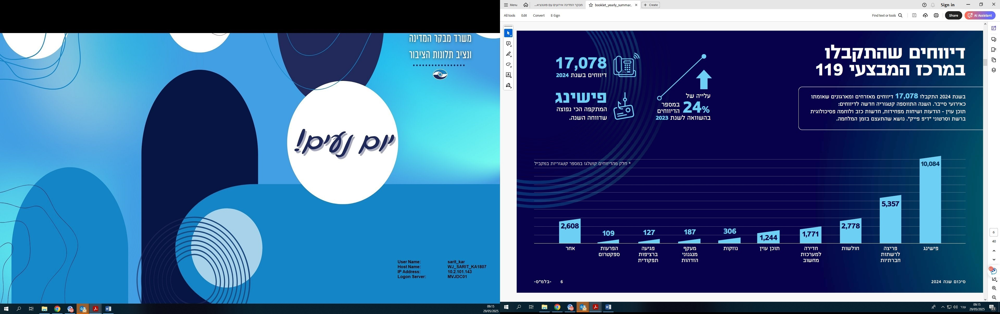 משרד מבקר המדינה
ונציב תלונות הציבור
יום נעים!
User Name: sarit_kar
Host Name: WJ_SARIT_KA1807
IP Address: 10.2.101.143
Logon Server: MVJDC01
09:15
29/05/2025
Menu
מבקר המדינה אירועים עם פוטנציא...
booklet_yearly_summar...
Create
Sign in
All tools
Edit
Convert
E-Sign
Find text or tools
Share
AI Assistant
דיווחים שהתקבלו
במרכז המבצעי 119
בשנת 2024 התקבלו 17,078 דיווחים מאזרחים ומארגונים שאומתו
כאירועי סייבר. השנה התווספה קטגוריה חדשה לדיווחים:
תוכן עוין - הודעות ושיחות מפחידות, חדשות כזב ולוחמה פסיכולוגית
ברשת וסרטוני "דיפ פייק". נושא שהתעצם בזמן המלחמה.
עלייה של
24% במספר הדיווחים
בהשוואה לשנת 2023
17,078
דיווחים בשנת 2024
פישינג
המתקפה הכי נפוצה
שדווחה השנה.
* חלק מהדיווחים קוטלגו במספר קטגוריות במקביל
10,084
5,357
2,778
1,771
1,244
306
187
127
109
2,608
פישינג
פריצה
לרשתות
חברתיות
חולשות
חדירה
למערכות
מחשוב
תוכן עוין
נוזקות
מעקף
מנגנוני
הזדהות
פגיעה
ברציפות
תפקודית
הפרעות
ספקטרום
אחר
סיכום שנה 2024
6 -בלמ"ס-
6
40
82
עבר
09:15
29/05/2025
23